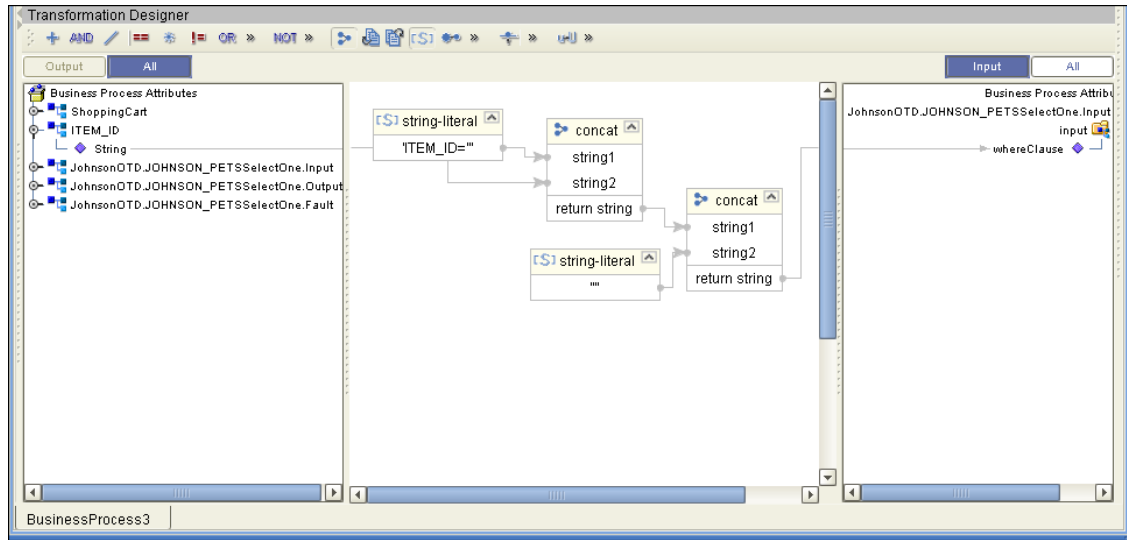 Transformation Designer
AND == != OR » NOT » [S] » » »
Output All Input All
Business Process Attributes
ShoppingCart
ITEM_ID
String
JohnsonOTD.JOHNSON_PETSSelectOne.Input
JohnsonOTD.JOHNSON_PETSSelectOne.Output
JohnsonOTD.JOHNSON_PETSSelectOne.Fault
[S] string-literal
'ITEM_ID='"
concat
string1
string2
return string
concat
string1
string2
return string
[S] string-literal
""
Business Process Attribu
JohnsonOTD.JOHNSON_PETSSelectOne.Input
input
whereClause
BusinessProcess3